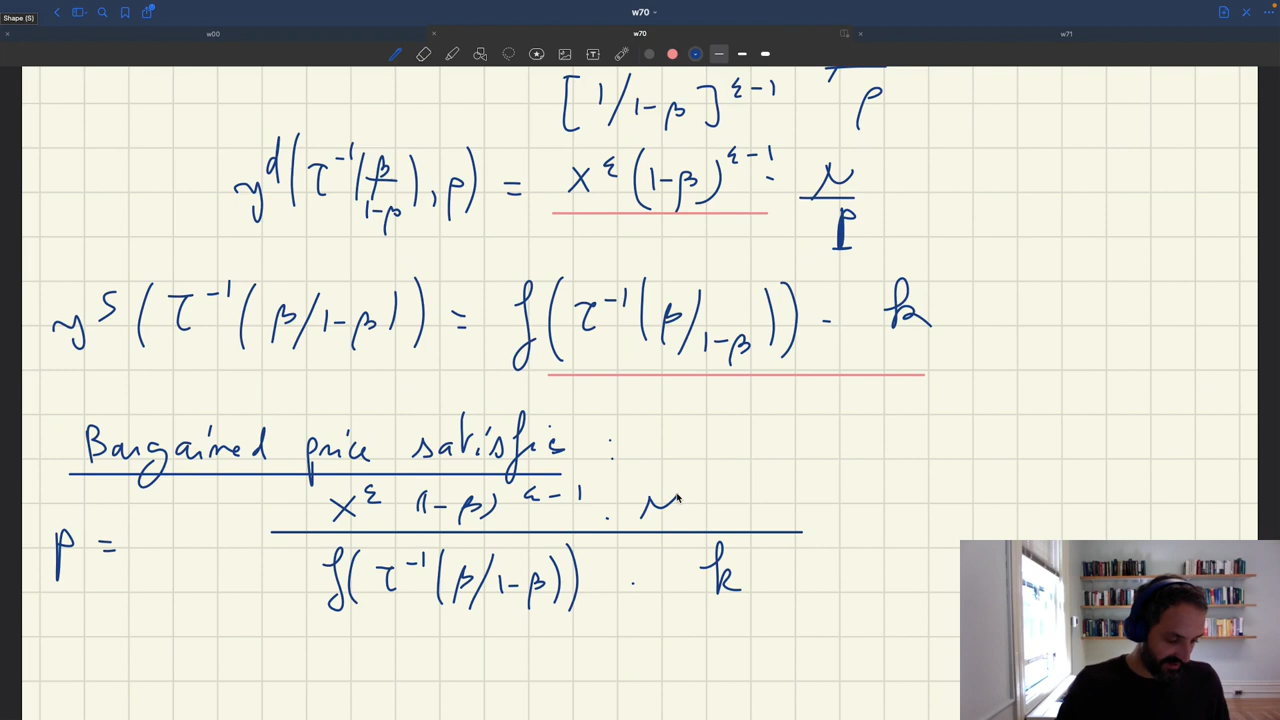 w70
Shape (S)
w00
w70
w71
[1/1-β]^{ε-1} ρ
y^d(τ^{-1}(β/1-β), p) = χ^ε (1-β)^{ε-1} · μ/p
y^s(τ^{-1}(β/1-β)) = f(τ^{-1}(β/1-β)) · k
Bargained price satisfies :
p = χ^ε (1-β)^{ε-1} · μ
f(τ^{-1}(β/1-β)) · k